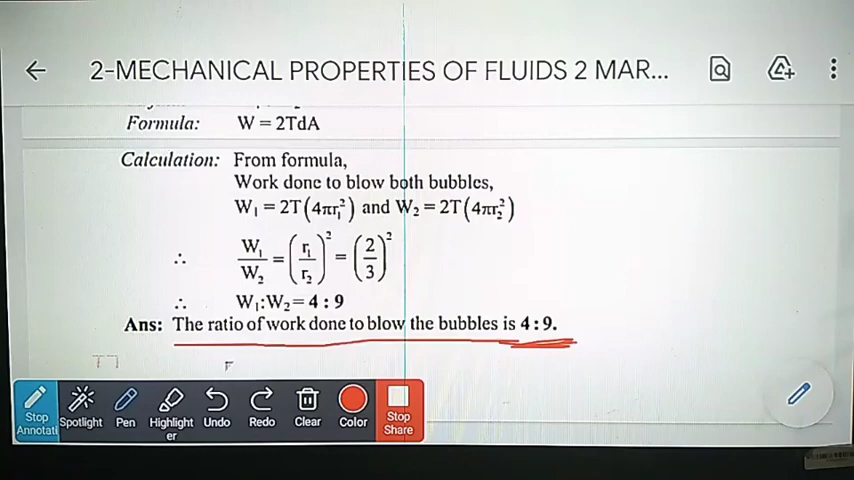 2-MECHANICAL PROPERTIES OF FLUIDS 2 MAR...
Formula: W = 2TdA
Calculation: From formula,
Work done to blow both bubbles,
W₁ = 2T(4πr₁²) and W₂ = 2T(4πr₂²)
∴ W₁/W₂ = (r₁/r₂)² = (2/3)²
∴ W₁:W₂ = 4 : 9
Ans: The ratio of work done to blow the bubbles is 4 : 9.
Stop Annotati
Spotlight
Pen
Highlight
er
Undo
Redo
Clear
Color
Stop Share